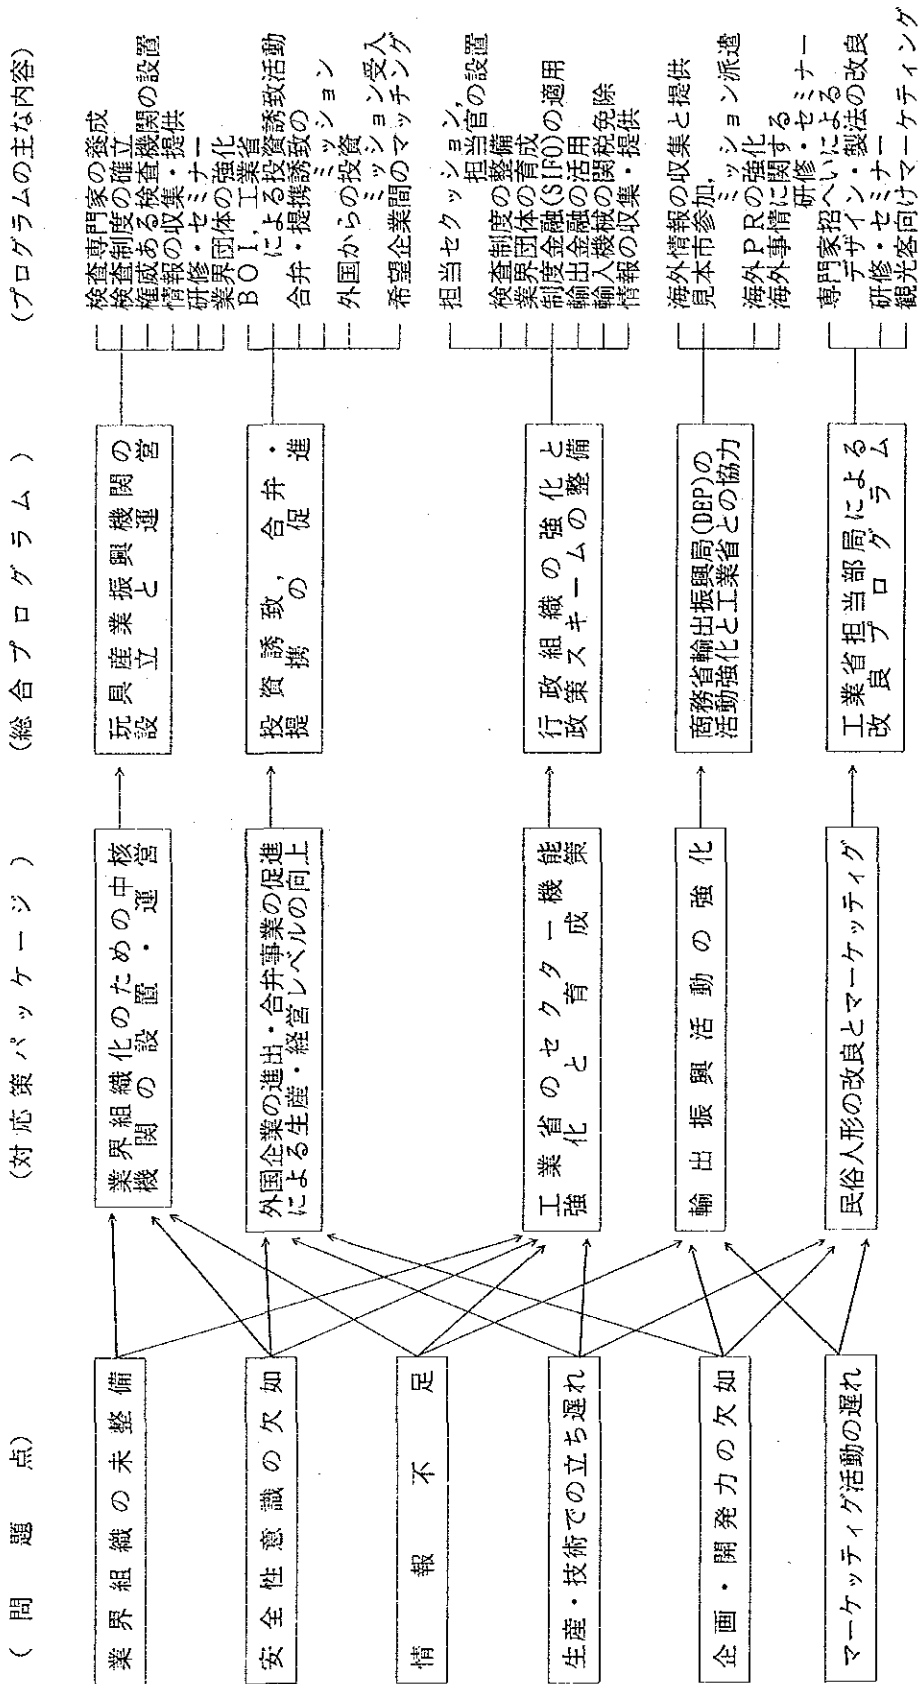 ( 問 題 点 )
業界組織の未整備
安全性意識の欠如
情 報 不 足
生産・技術での立ち遅れ
企画・開発力の欠如
マーケッティグ活動の遅れ
( 対応策パッケージ )
業界組織化のための中核
機関の設置・運営
外国企業の進出・合弁事業の促進
による生産・経営レベルの向上
工業省のセクター機能
強化と育成策
輸出振興活動の強化
民俗人形の改良とマーケッティグ
( 総合プログラム )
玩具産業振興機関の
設立と運営
投資誘致,合弁・
提携の促進
行政組織の強化と
政策スキームの整備
商務省輸出振興局(DEP)の
活動強化と工業省との協力
工業省担当部局による
改良プログラム
(プログラムの主な内容)
検査専門家の養成
検査制度の確立
権威ある検査機関の設置
情報の収集・提供
研修・セミナー
業界団体の強化
BOI,工業省
による投資誘致活動
合弁・提携誘致の
ミッション
外国からの投資
ミッション受入
希望企業間のマッチング
担当セクッション,
担当官の設置
検査制度の整備
業界団体の育成
制度金融(SIFO)の適用
輸出金融の活用
輸入機械の関税免除
情報の収集・提供
海外情報の収集と提供
見本市参加,
ミッション派遣
海外PRの強化
海外事情に関する
研修・セミナー
専門家招へいによる
デザイン・製法の改良
研修・セミナー
観光客向けマーケティング